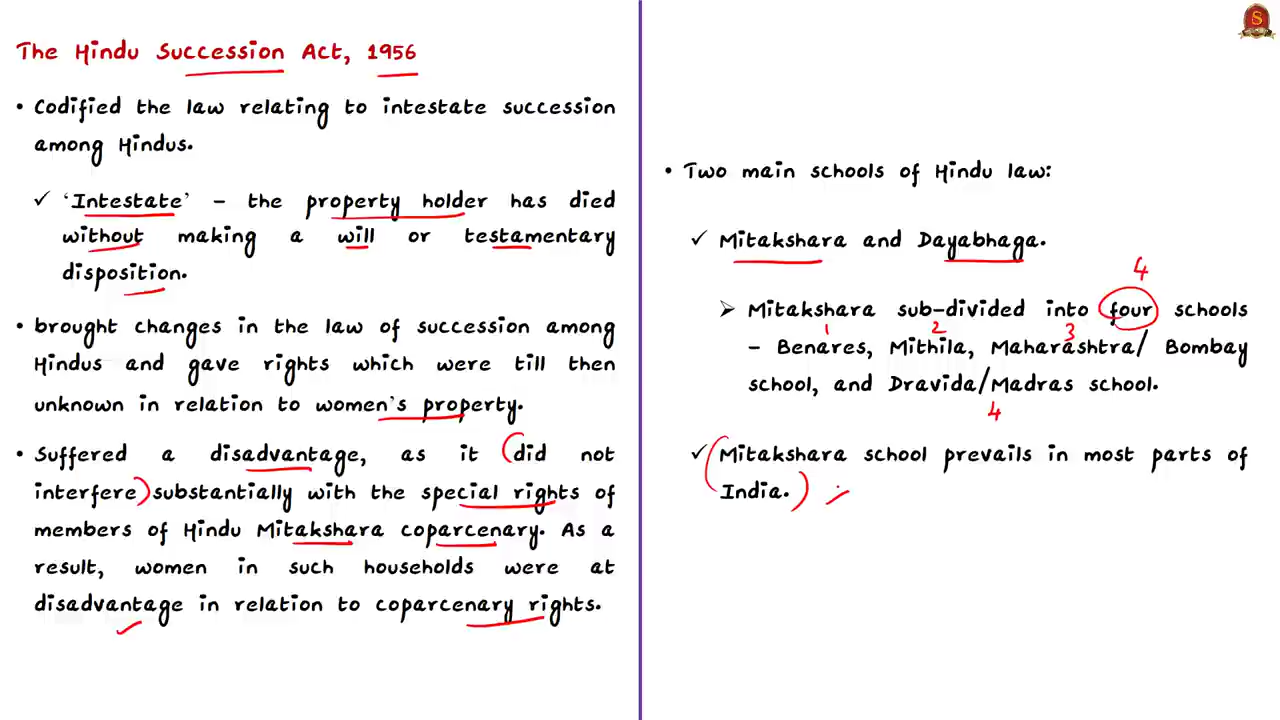 The Hindu Succession Act, 1956
• Codified the law relating to intestate succession
among Hindus.
✓ 'Intestate' – the property holder has died
without making a will or testamentary
disposition.
• brought changes in the law of succession among
Hindus and gave rights which were till then
unknown in relation to women's property.
• Suffered a disadvantage, as it (did not
interfere) substantially with the special rights of
members of Hindu Mitakshara coparcenary. As a
result, women in such households were at
disadvantage in relation to coparcenary rights.
S
• Two main schools of Hindu law:
✓ Mitakshara and Dayabhaga.
4
➢ Mitakshara sub-divided into four schools
1 2 3
– Benares, Mithila, Maharashtra/ Bombay
school, and Dravida/Madras school.
4
✓ (Mitakshara school prevails in most parts of
India.)